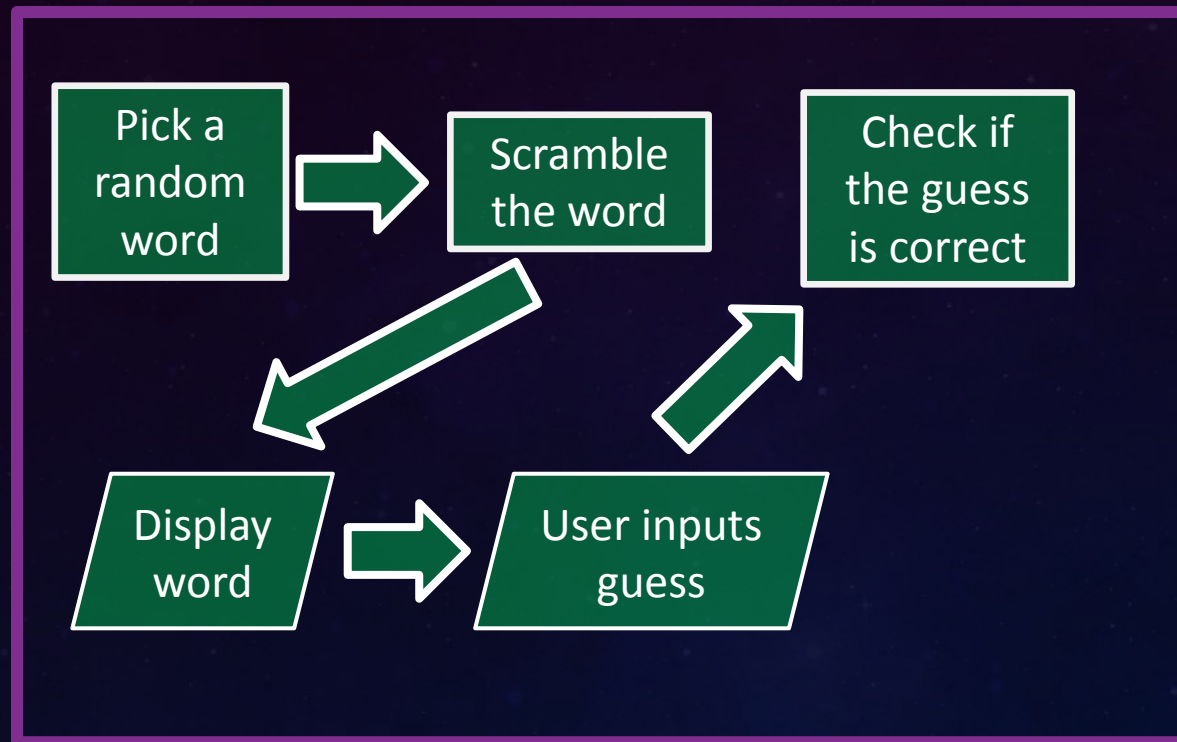 Pick a
random
word
Scramble
the word
Display
word
User inputs
guess
Check if
the guess
is correct